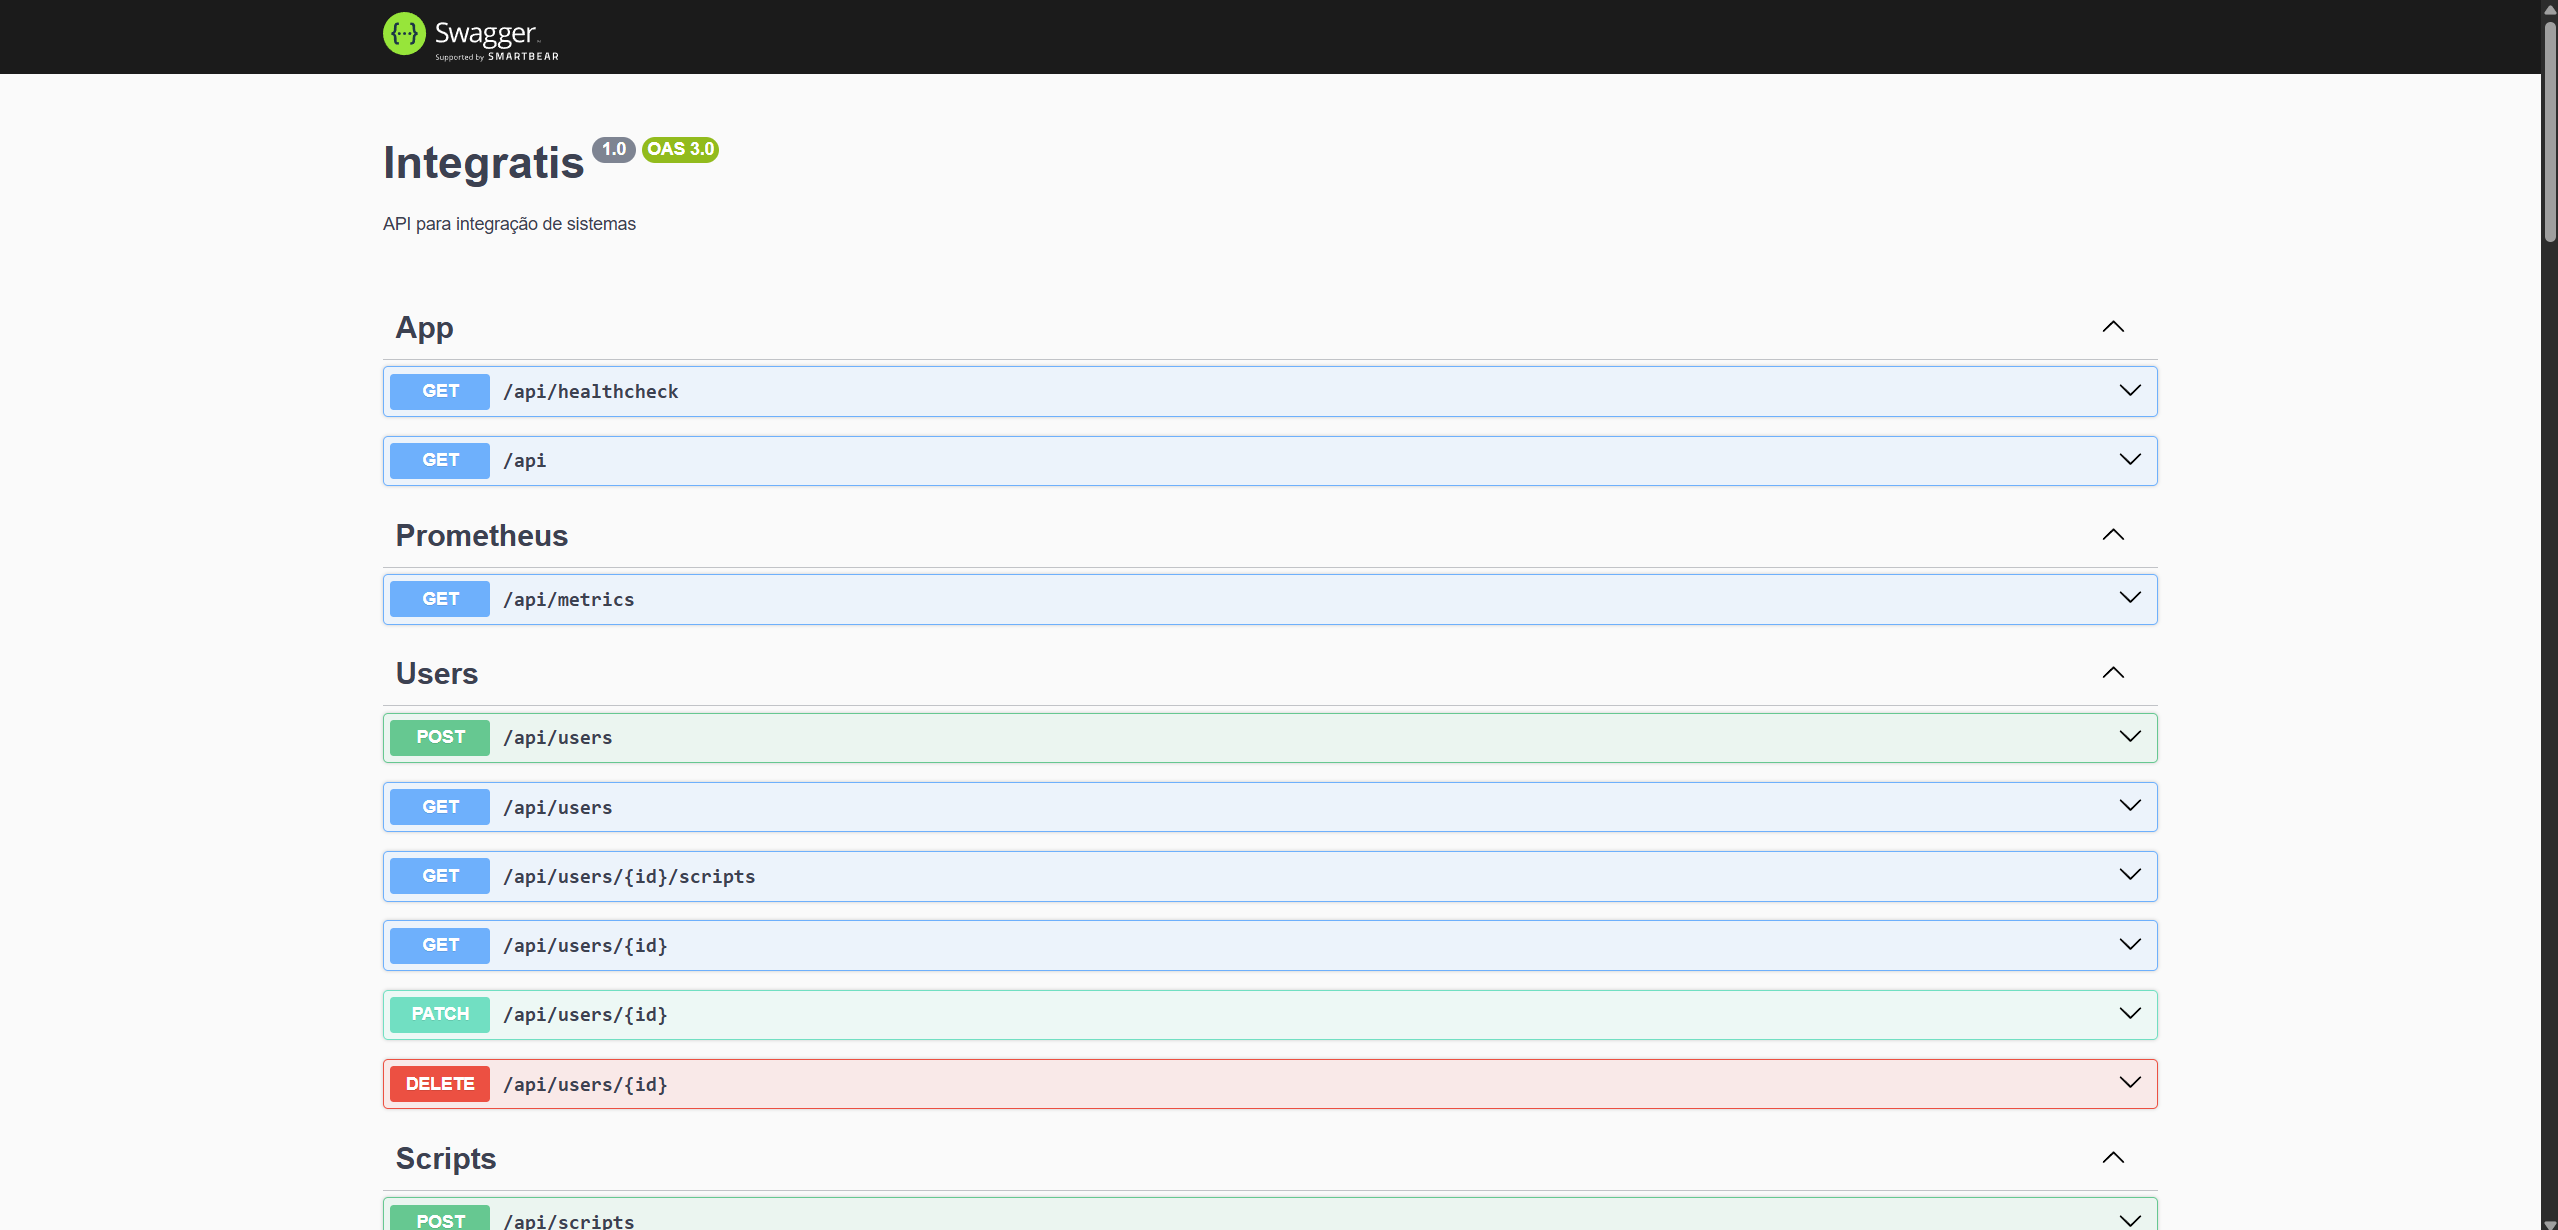 {···} Swagger
Supported by SMARTBEAR
Integratis 1.0 OAS 3.0
API para integração de sistemas
App
GET /api/healthcheck
GET /api
Prometheus
GET /api/metrics
Users
POST /api/users
GET /api/users
GET /api/users/{id}/scripts
GET /api/users/{id}
PATCH /api/users/{id}
DELETE /api/users/{id}
Scripts
POST /api/scripts